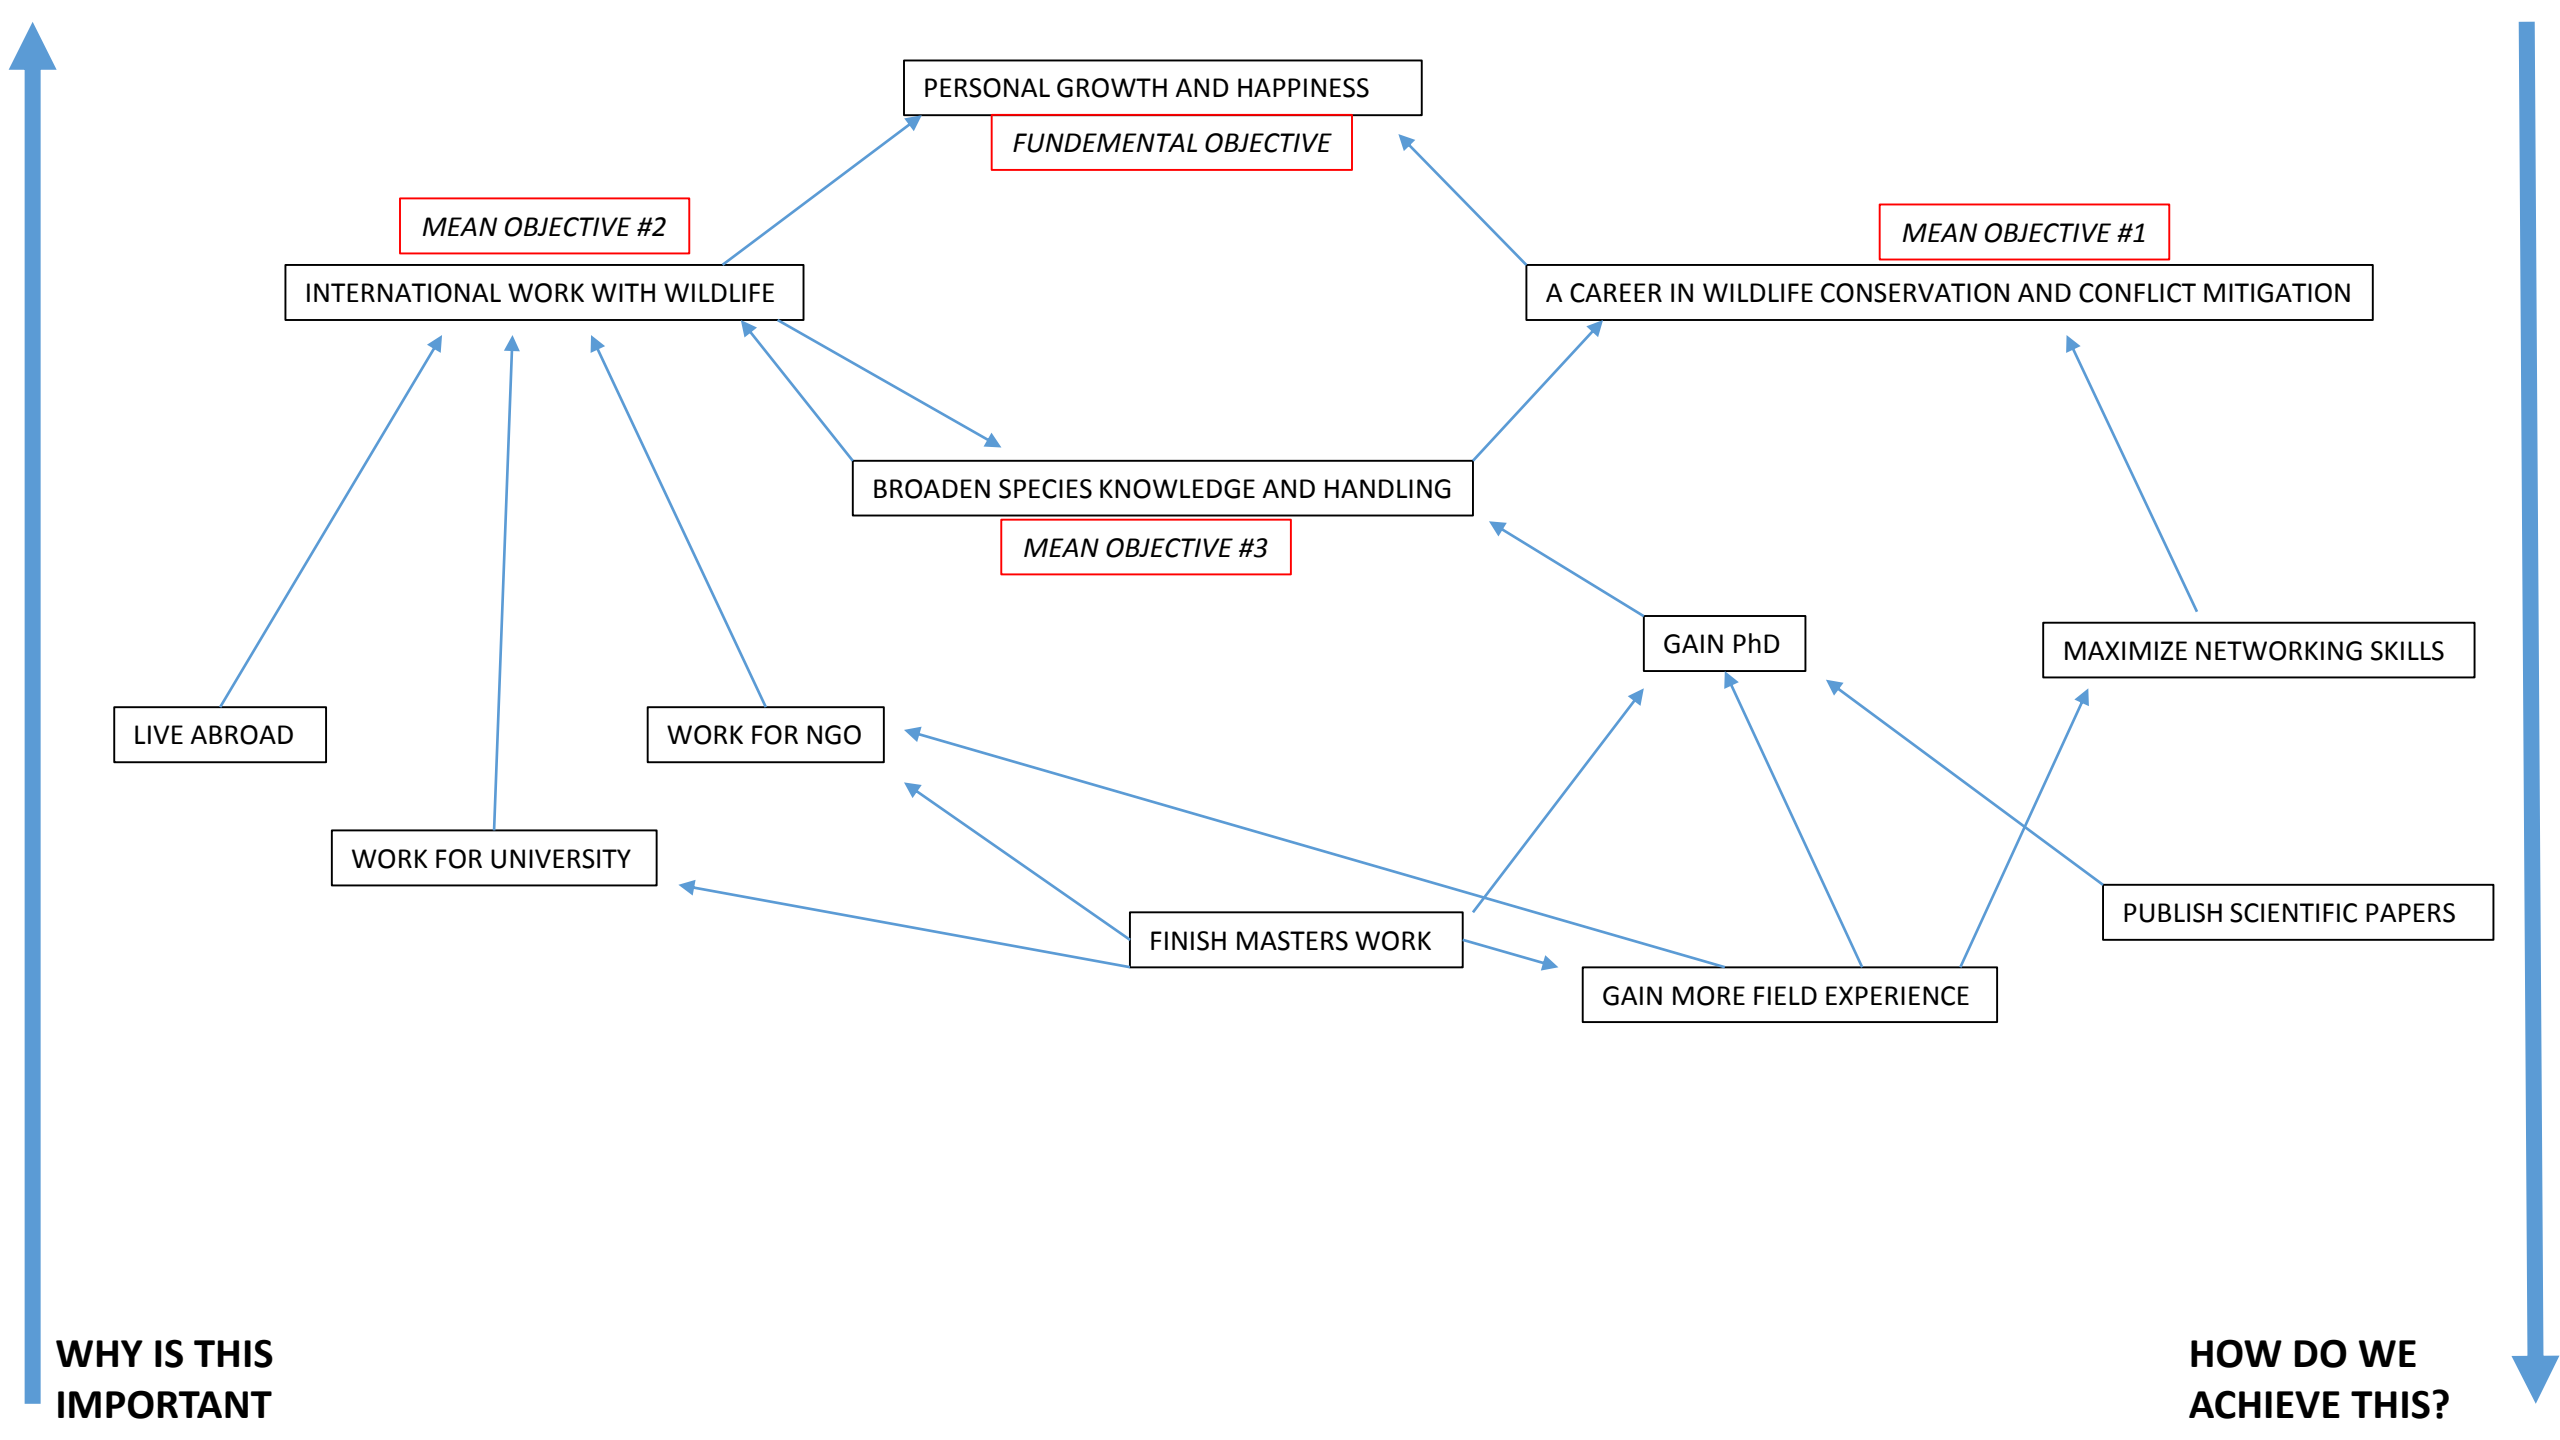 PERSONAL GROWTH AND HAPPINESS
FUNDEMENTAL OBJECTIVE
MEAN OBJECTIVE #2
MEAN OBJECTIVE #1
INTERNATIONAL WORK WITH WILDLIFE
A CAREER IN WILDLIFE CONSERVATION AND CONFLICT MITIGATION
BROADEN SPECIES KNOWLEDGE AND HANDLING
MEAN OBJECTIVE #3
GAIN PhD
MAXIMIZE NETWORKING SKILLS
LIVE ABROAD
WORK FOR NGO
WORK FOR UNIVERSITY
PUBLISH SCIENTIFIC PAPERS
FINISH MASTERS WORK
GAIN MORE FIELD EXPERIENCE
WHY IS THIS
IMPORTANT
HOW DO WE
ACHIEVE THIS?